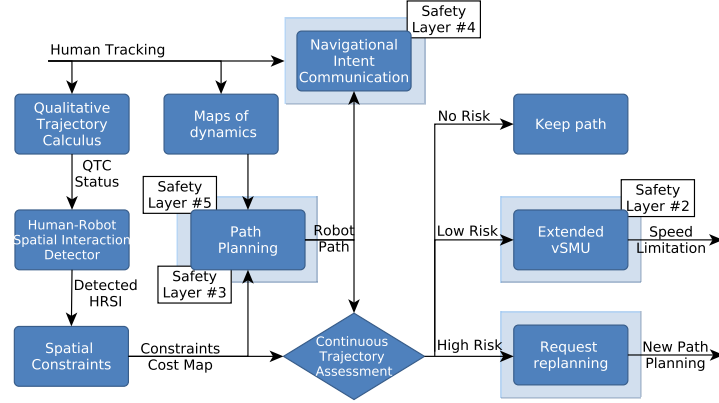 Safety
Layer #4
Human Tracking
Navigational
Intent
Communication
Qualitative
Trajectory
Calculus
Maps of
dynamics
No Risk
Keep path
QTC
Status
Safety
Layer #5
Safety
Layer #2
Human-Robot
Spatial Interaction
Detector
Path
Planning
Robot
Path
Low Risk
Extended
vSMU
Speed
Limitation
Safety
Layer #3
Detected
HRSI
Spatial
Constraints
Constraints
Cost Map
Continuous
Trajectory
Assessment
High Risk
Request
replanning
New Path
Planning